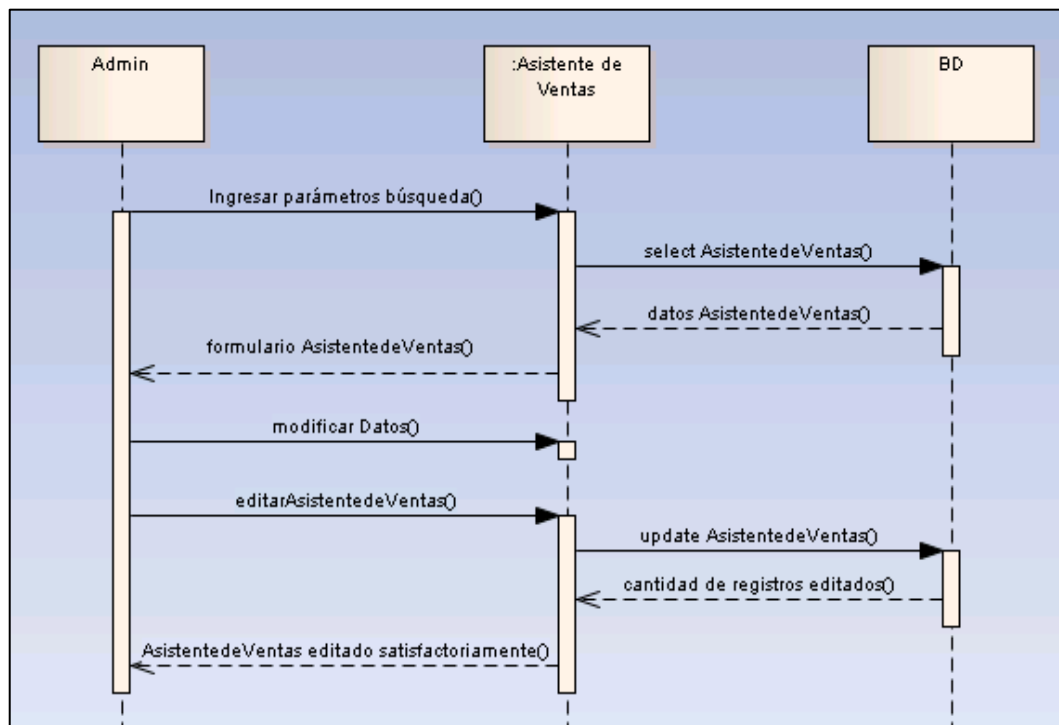 Admin
:Asistente de
Ventas
BD
Ingresar parámetros búsqueda()
select AsistentedeVentas()
datos AsistentedeVentas()
formulario AsistentedeVentas()
modificar Datos()
editarAsistentedeVentas()
update AsistentedeVentas()
cantidad de registros editados()
AsistentedeVentas editado satisfactoriamente()